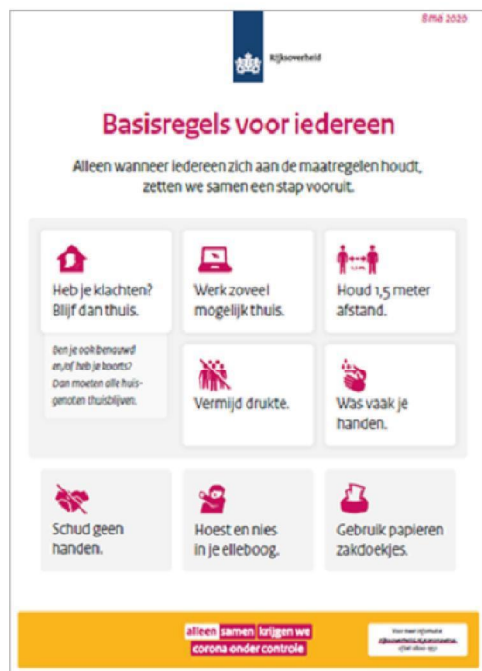 8 mei 2020
Rijksoverheid
Basisregels voor iedereen
Alleen wanneer iedereen zich aan de maatregelen houdt,
zetten we samen een stap vooruit.
Heb je klachten?
Blijf dan thuis.
Ben je ook benauwd
en/of heb je koorts?
Dan moeten alle huis-
genoten thuisblijven.
Werk zoveel
mogelijk thuis.
Houd 1,5 meter
afstand.
Vermijd drukte.
Was vaak je
handen.
Schud geen
handen.
Hoest en nies
in je elleboog.
Gebruik papieren
zakdoekjes.
alleen samen krijgen we
corona onder controle
Voor meer informatie